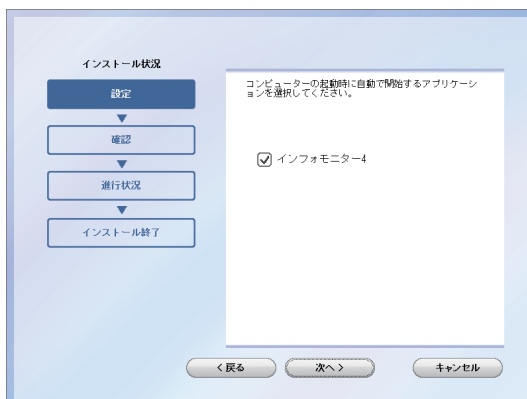 インストール状況
設定
確認
進行状況
インストール終了
コンピューターの起動時に自動で開始するアプリケーシ
ョンを選択してください。
インフォモニター4
< 戻る
次へ >
キャンセル